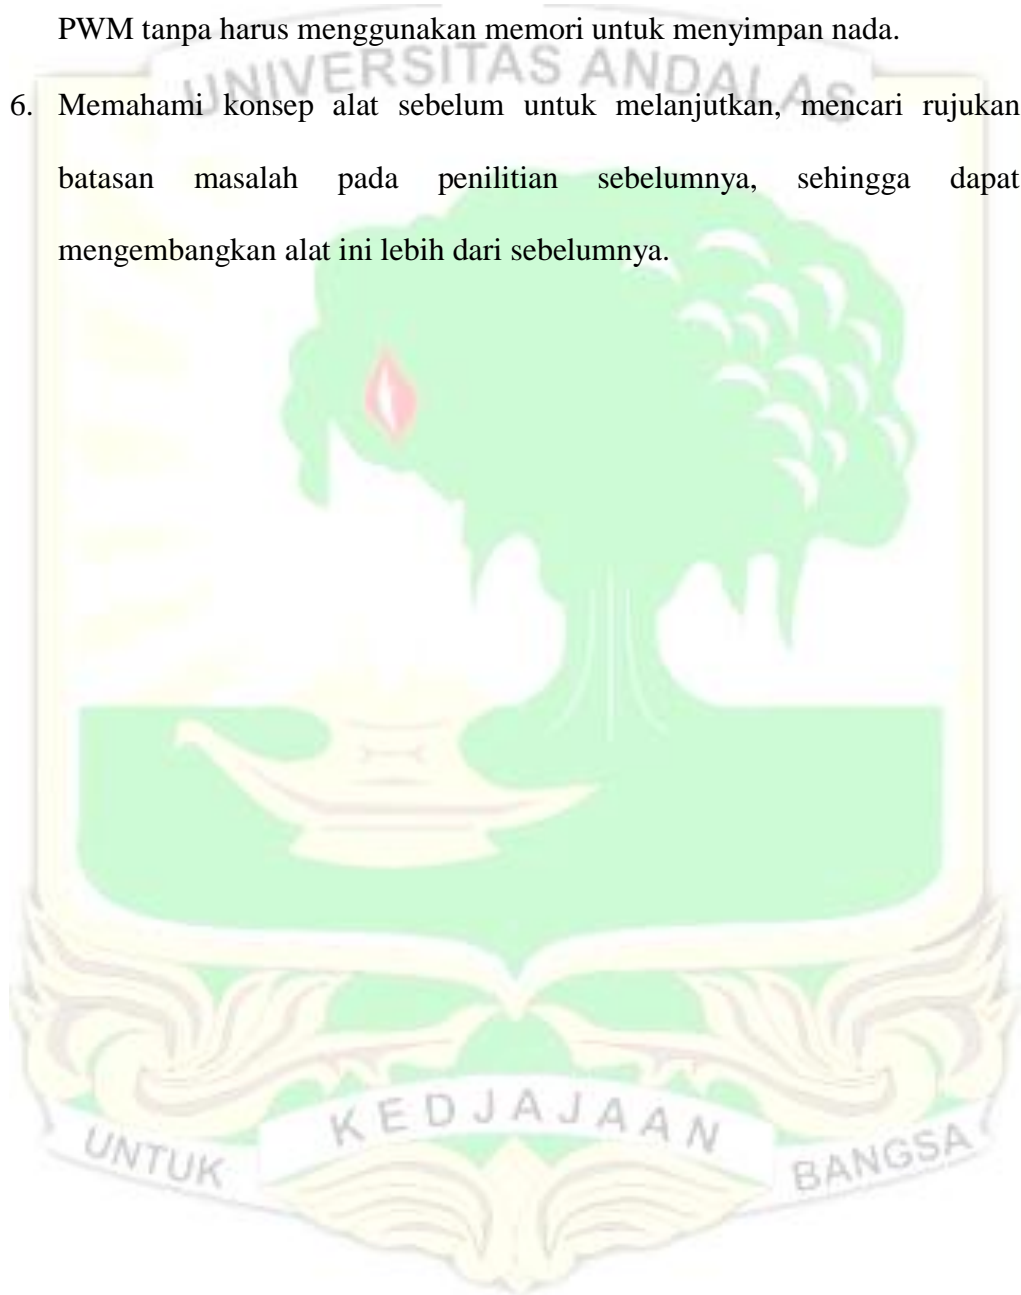 PWM tanpa harus menggunakan memori untuk menyimpan nada.
UNIVERSITAS ANDALAS
6. Memahami konsep alat sebelum untuk melanjutkan, mencari rujukan
batasan masalah pada penilitian sebelumnya, sehingga dapat
mengembangkan alat ini lebih dari sebelumnya.
UNTUK KEDJAJAAN BANGSA